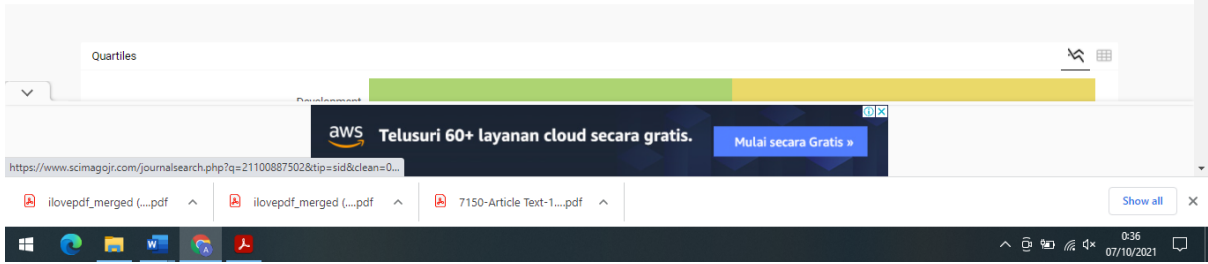 Quartiles
Development
aws Telusuri 60+ layanan cloud secara gratis. Mulai secara Gratis »
https://www.scimagojr.com/journalsearch.php?q=21100887502&tip=sid&clean=0...
ilovepdf_merged (....pdf ilovepdf_merged (....pdf 7150-Article Text-1....pdf Show all
0:36
07/10/2021